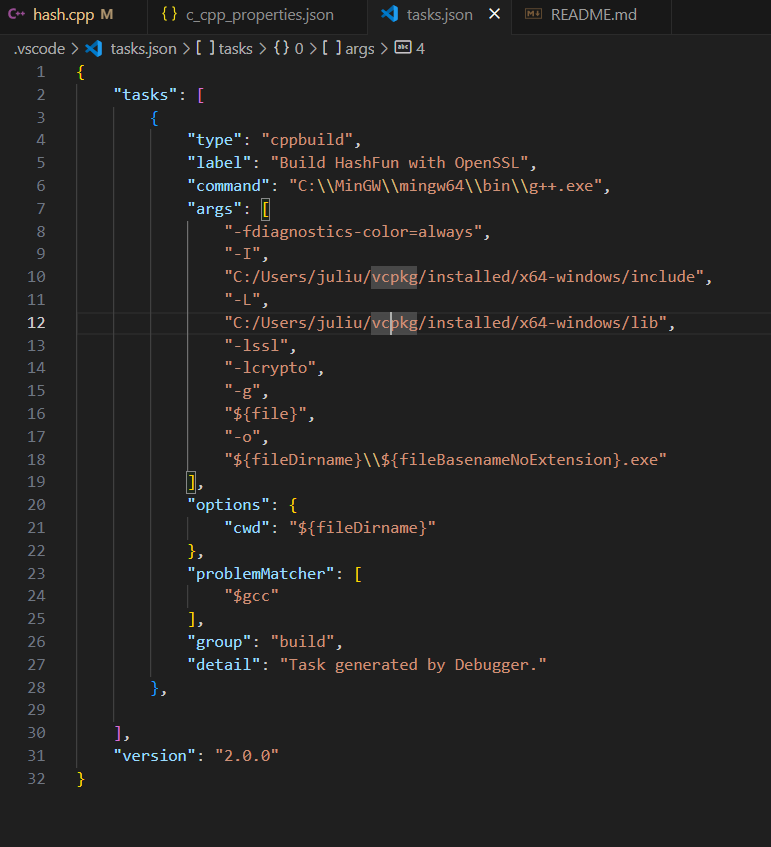 hash.cpp M c_cpp_properties.json tasks.json × README.md
.vscode > tasks.json > [ ] tasks > {} 0 > [ ] args > abc 4
1 {
2     "tasks": [
3         {
4             "type": "cppbuild",
5             "label": "Build HashFun with OpenSSL",
6             "command": "C:\\MinGW\\mingw64\\bin\\g++.exe",
7             "args": [
8                 "-fdiagnostics-color=always",
9                 "-I",
10                 "C:/Users/juliu/vcpkg/installed/x64-windows/include",
11                 "-L",
12                 "C:/Users/juliu/vcpkg/installed/x64-windows/lib",
13                 "-lssl",
14                 "-lcrypto",
15                 "-g",
16                 "${file}",
17                 "-o",
18                 "${fileDirname}\\${fileBasenameNoExtension}.exe"
19             ],
20             "options": {
21                 "cwd": "${fileDirname}"
22             },
23             "problemMatcher": [
24                 "$gcc"
25             ],
26             "group": "build",
27             "detail": "Task generated by Debugger."
28         },
29
30     ],
31     "version": "2.0.0"
32 }